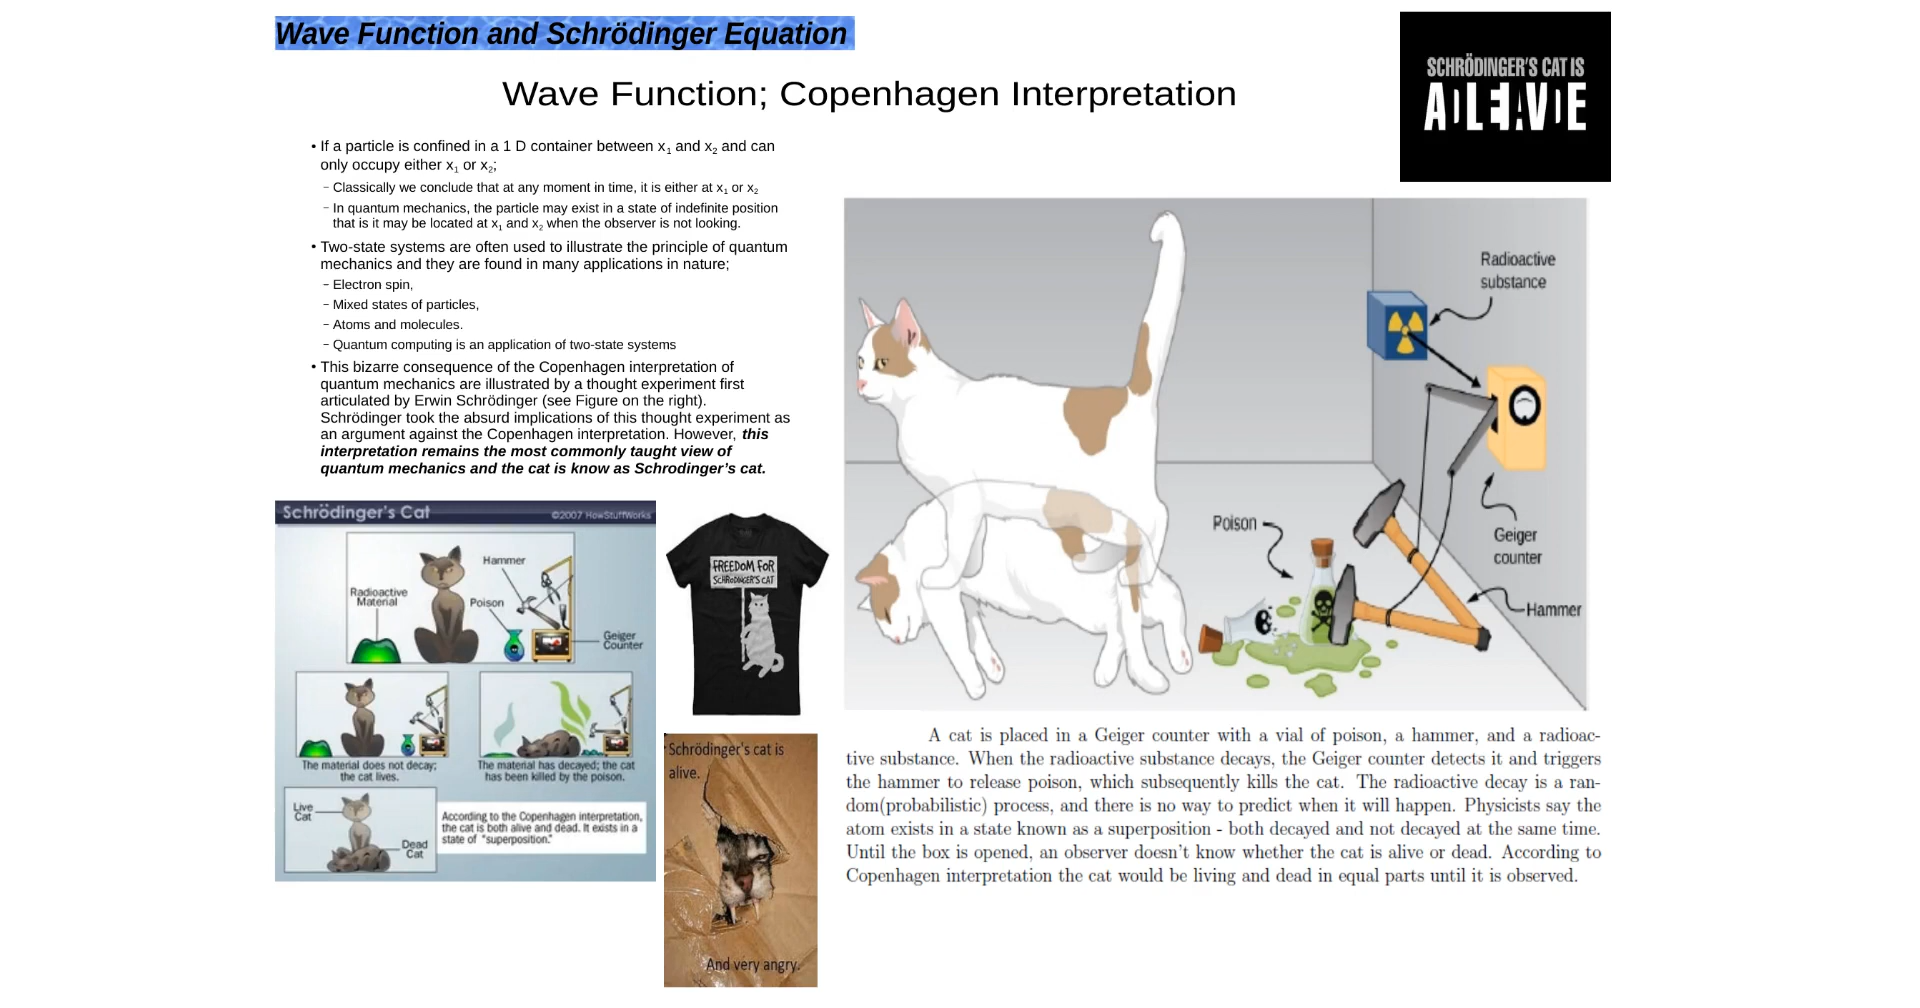 Wave Function and Schrödinger Equation
Wave Function; Copenhagen Interpretation
SCHRÖDINGER'S CAT IS
• If a particle is confined in a 1 D container between x₁ and x₂ and can
only occupy either x₁ or x₂;
− Classically we conclude that at any moment in time, it is either at x₁ or x₂
− In quantum mechanics, the particle may exist in a state of indefinite position
that is it may be located at x₁ and x₂ when the observer is not looking.
• Two-state systems are often used to illustrate the principle of quantum
mechanics and they are found in many applications in nature;
− Electron spin,
− Mixed states of particles,
− Atoms and molecules.
− Quantum computing is an application of two-state systems
• This bizarre consequence of the Copenhagen interpretation of
quantum mechanics are illustrated by a thought experiment first
articulated by Erwin Schrödinger (see Figure on the right).
Schrödinger took the absurd implications of this thought experiment as
an argument against the Copenhagen interpretation. However, this
interpretation remains the most commonly taught view of
quantum mechanics and the cat is know as Schrodinger's cat.
Radioactive
substance
Poison
Geiger
counter
Hammer
Schrödinger's Cat
©2007 HowStuffWorks
Hammer
Radioactive
Material
Poison
Geiger
Counter
The material does not decay;
the cat lives.
The material has decayed; the cat
has been killed by the poison.
Live
Cat
Dead
Cat
According to the Copenhagen interpretation,
the cat is both alive and dead. It exists in a
state of "superposition."
FREEDOM FOR
SCHRöDiNGER'S CAT
Schrödinger's cat is
alive.
And very angry.
A cat is placed in a Geiger counter with a vial of poison, a hammer, and a radioac-
tive substance. When the radioactive substance decays, the Geiger counter detects it and triggers
the hammer to release poison, which subsequently kills the cat. The radioactive decay is a ran-
dom(probabilistic) process, and there is no way to predict when it will happen. Physicists say the
atom exists in a state known as a superposition - both decayed and not decayed at the same time.
Until the box is opened, an observer doesn't know whether the cat is alive or dead. According to
Copenhagen interpretation the cat would be living and dead in equal parts until it is observed.